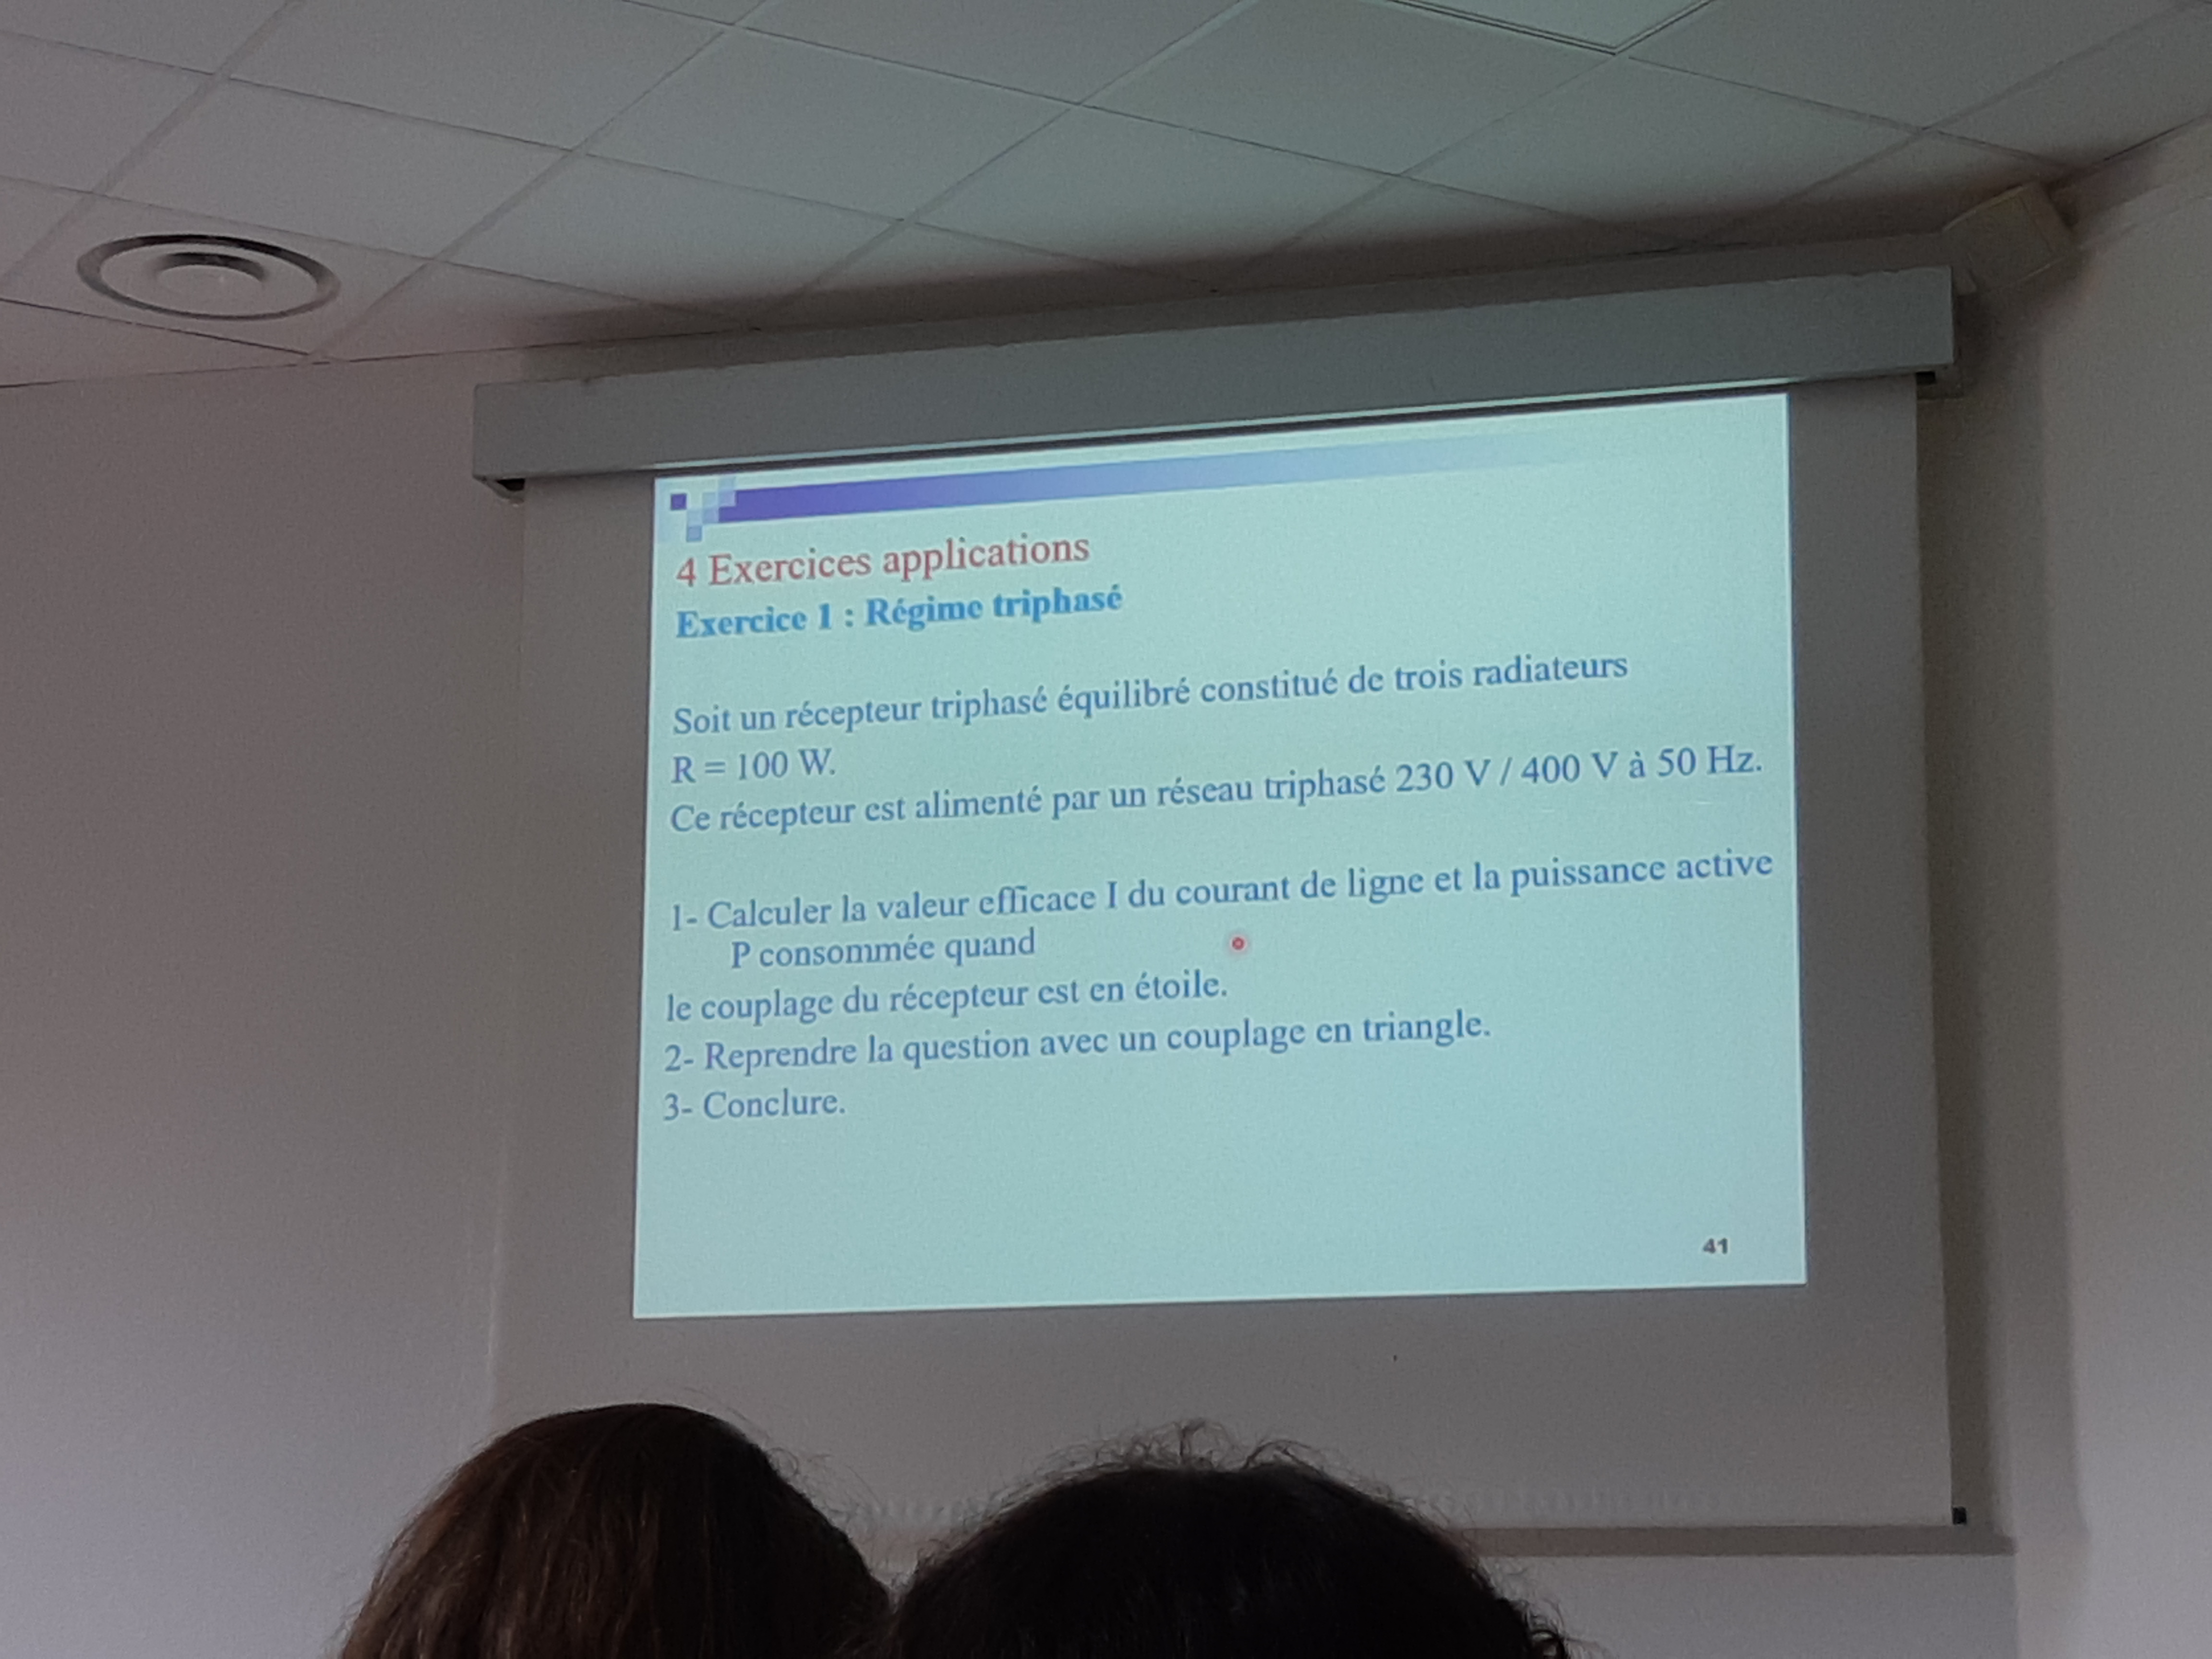 4 Exercices applications
Exercice 1 : Régime triphasé
Soit un récepteur triphasé équilibré constitué de trois radiateurs
R = 100 W.
Ce récepteur est alimenté par un réseau triphasé 230 V / 400 V à 50 Hz.
1- Calculer la valeur efficace I du courant de ligne et la puissance active
P consommée quand
le couplage du récepteur est en étoile.
2- Reprendre la question avec un couplage en triangle.
3- Conclure.
41